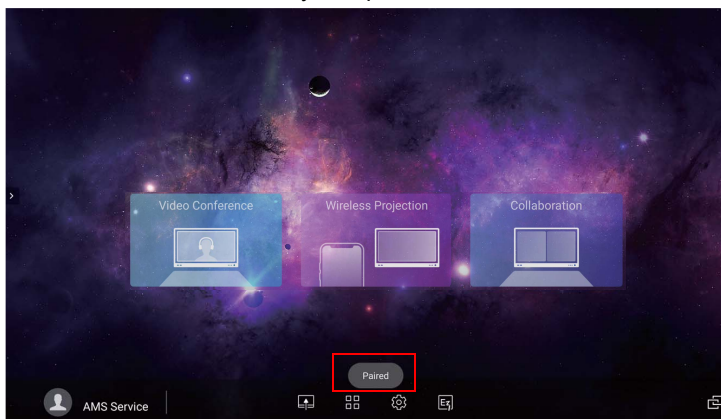 Video Conference
Wireless Projection
Collaboration
Paired
AMS Service